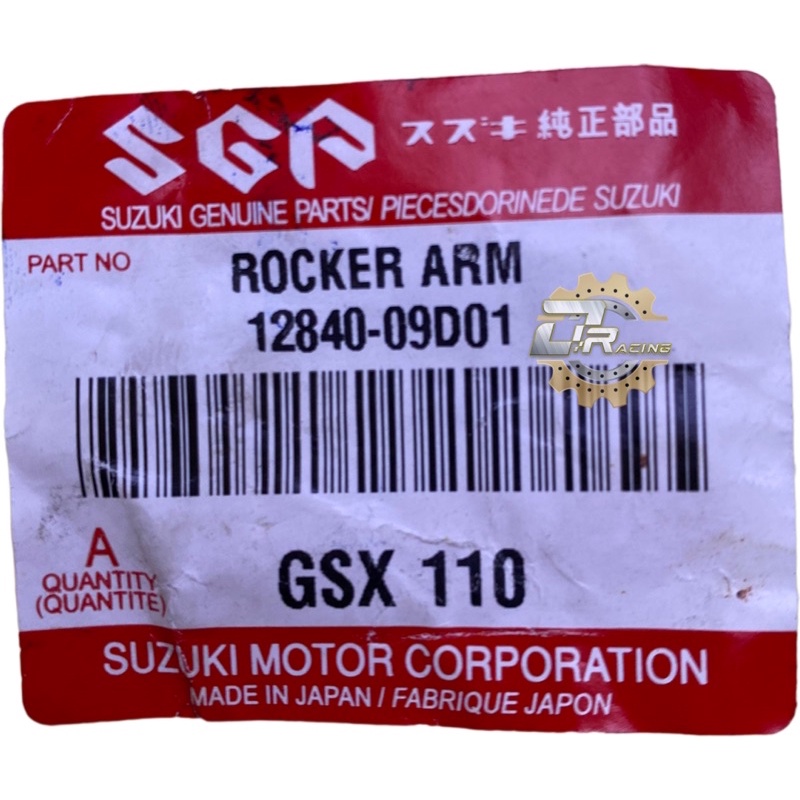 SGP スズキ純正部品
SUZUKI GENUINE PARTS/ PIECESDORINEDE SUZUKI
PART NO
ROCKER ARM
12840-09D01
RACING
A
QUANTITY
(QUANTITE)
GSX 110
SUZUKI MOTOR CORPORATION
MADE IN JAPAN / FABRIQUE JAPON